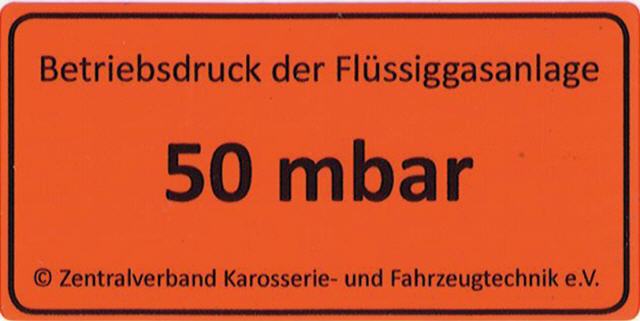 Betriebsdruck der Flüssiggasanlage
50 mbar
© Zentralverband Karosserie- und Fahrzeugtechnik e.V.